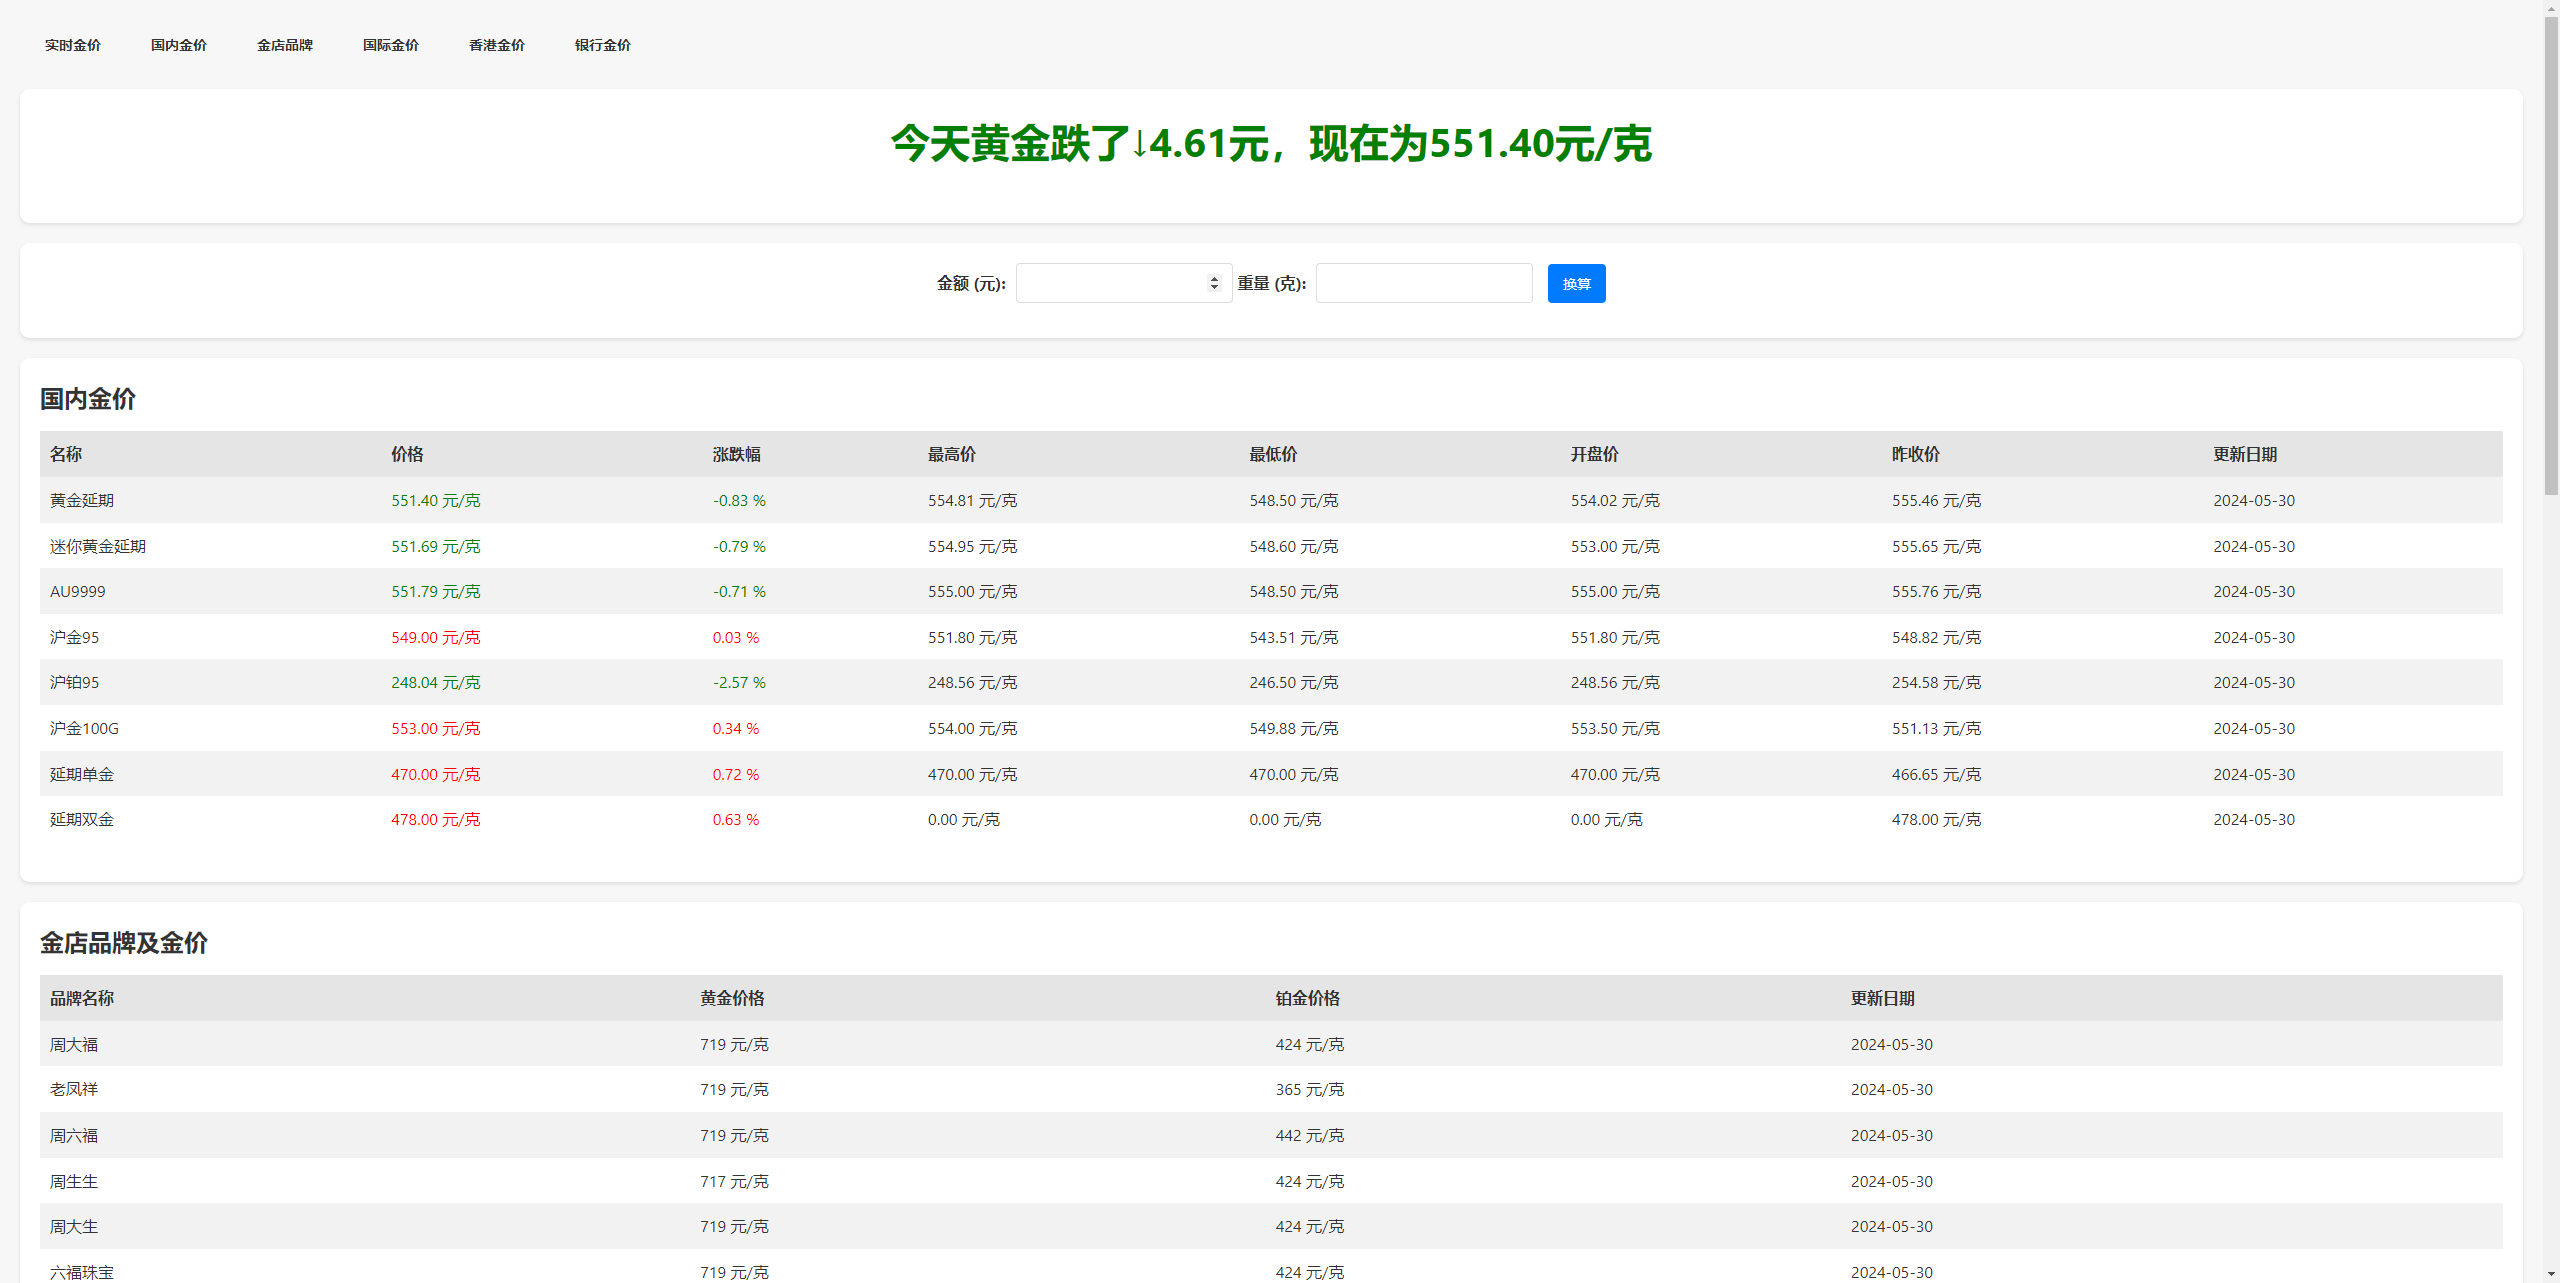 实时金价 国内金价 金店品牌 国际金价 香港金价 银行金价
今天黄金跌了↓4.61元，现在为551.40元/克
金额 (元): 重量 (克): 换算
国内金价
名称 价格 涨跌幅 最高价 最低价 开盘价 昨收价 更新日期
黄金延期 551.40 元/克 -0.83 % 554.81 元/克 548.50 元/克 554.02 元/克 555.46 元/克 2024-05-30
迷你黄金延期 551.69 元/克 -0.79 % 554.95 元/克 548.60 元/克 553.00 元/克 555.65 元/克 2024-05-30
AU9999 551.79 元/克 -0.71 % 555.00 元/克 548.50 元/克 555.00 元/克 555.76 元/克 2024-05-30
沪金95 549.00 元/克 0.03 % 551.80 元/克 543.51 元/克 551.80 元/克 548.82 元/克 2024-05-30
沪铂95 248.04 元/克 -2.57 % 248.56 元/克 246.50 元/克 248.56 元/克 254.58 元/克 2024-05-30
沪金100G 553.00 元/克 0.34 % 554.00 元/克 549.88 元/克 553.50 元/克 551.13 元/克 2024-05-30
延期单金 470.00 元/克 0.72 % 470.00 元/克 470.00 元/克 470.00 元/克 466.65 元/克 2024-05-30
延期双金 478.00 元/克 0.63 % 0.00 元/克 0.00 元/克 0.00 元/克 478.00 元/克 2024-05-30
金店品牌及金价
品牌名称 黄金价格 铂金价格 更新日期
周大福 719 元/克 424 元/克 2024-05-30
老凤祥 719 元/克 365 元/克 2024-05-30
周六福 719 元/克 442 元/克 2024-05-30
周生生 717 元/克 424 元/克 2024-05-30
周大生 719 元/克 424 元/克 2024-05-30
六福珠宝 719 元/克 424 元/克 2024-05-30